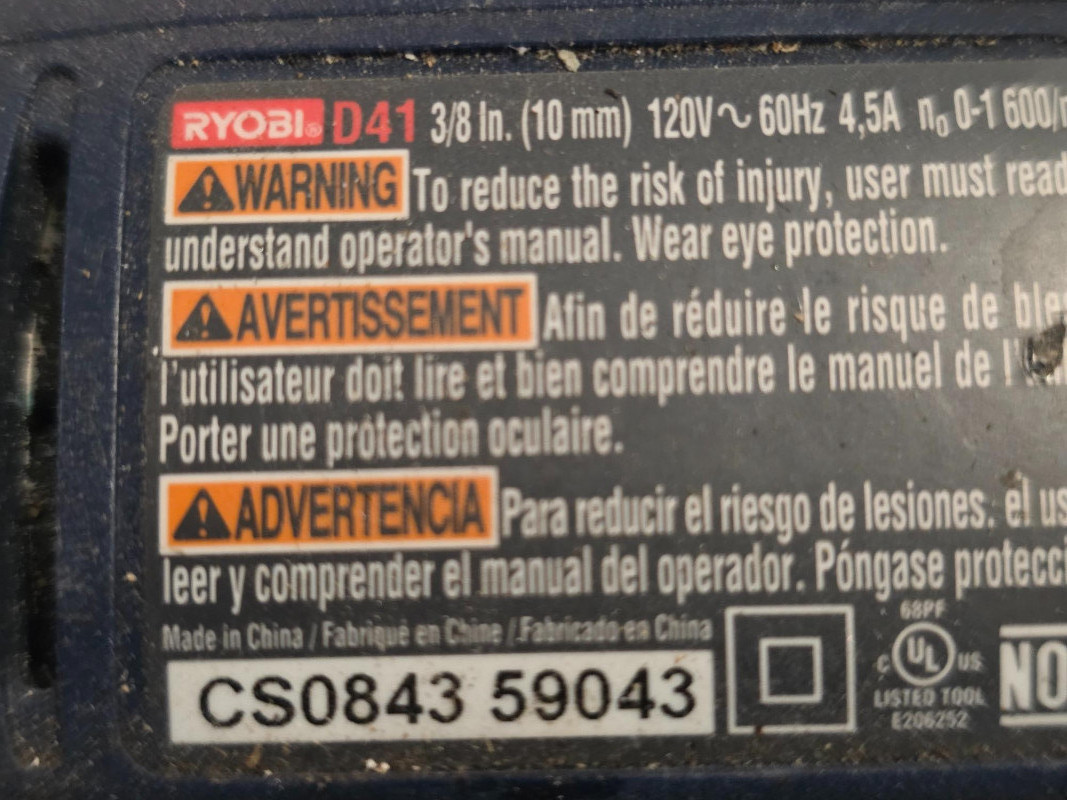 RYOBI® D41 3/8 In. (10 mm) 120V ~ 60Hz 4,5A n₀ 0-1 600/
WARNING To reduce the risk of injury, user must read
understand operator's manual. Wear eye protection.
AVERTISSEMENT Afin de réduire le risque de ble
l'utilisateur doit lire et bien comprendre le manuel de l'
Porter une protection oculaire.
ADVERTENCIA Para reducir el riesgo de lesiones, el us
leer y comprender el manual del operador. Póngase protecci
Made in China / Fabriqué en Chine / Fabricado en China
CS0843 59043
68PF
C UL US
LISTED TOOL
E206252
NO